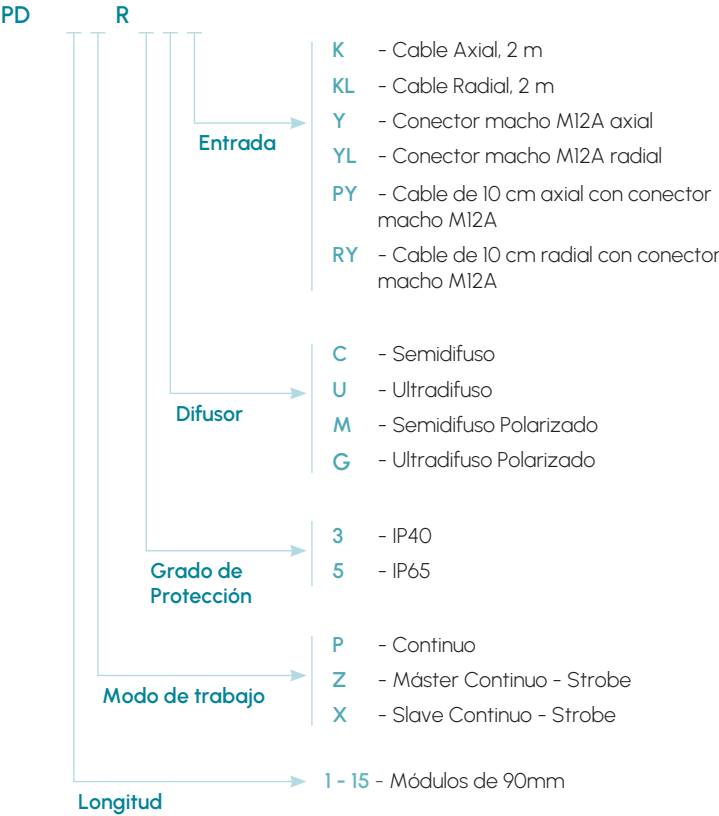 PD R
K - Cable Axial, 2 m
KL - Cable Radial, 2 m
Y - Conector macho M12A axial
Entrada
YL - Conector macho M12A radial
PY - Cable de 10 cm axial con conector
macho M12A
RY - Cable de 10 cm radial con conector
macho M12A
C - Semidifuso
U - Ultradifuso
Difusor
M - Semidifuso Polarizado
G - Ultradifuso Polarizado
3 - IP40
5 - IP65
Grado de
Protección
P - Continuo
Z - Máster Continuo - Strobe
Modo de trabajo
X - Slave Continuo - Strobe
1 - 15 - Módulos de 90mm
Longitud